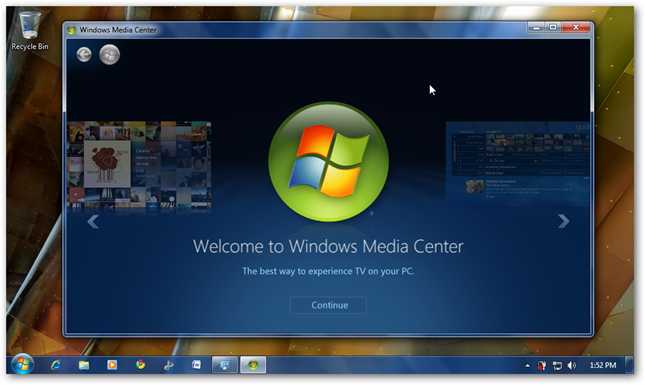 Windows Media Center
Recycle Bin
Welcome to Windows Media Center
The best way to experience TV on your PC.
Continue
1:52 PM